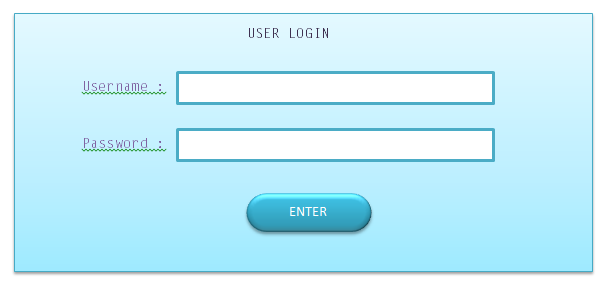 USER LOGIN
Username :
Password :
ENTER